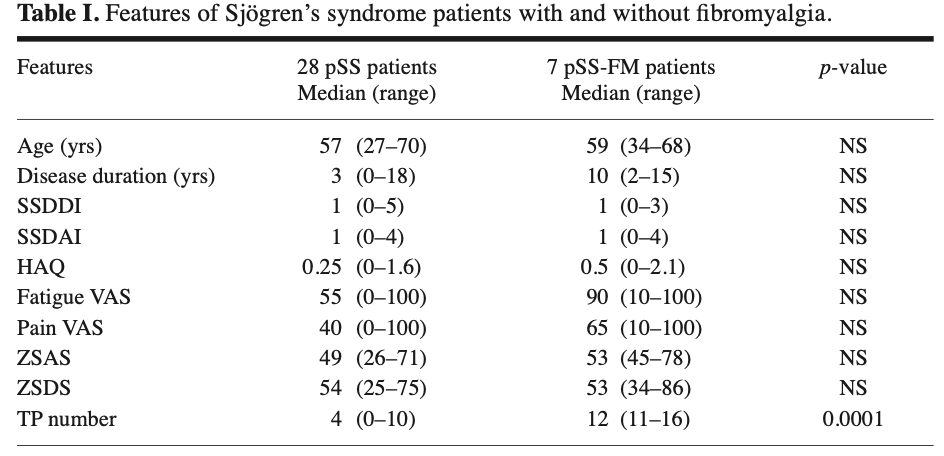 Table I. Features of Sjögren’s syndrome patients with and without fibromyalgia.
Features 28 pSS patients 7 pSS-FM patients p-value
Median (range) Median (range)
Age (yrs) 57 (27–70) 59 (34–68) NS
Disease duration (yrs) 3 (0–18) 10 (2–15) NS
SSDDI 1 (0–5) 1 (0–3) NS
SSDAI 1 (0–4) 1 (0–4) NS
HAQ 0.25 (0–1.6) 0.5 (0–2.1) NS
Fatigue VAS 55 (0–100) 90 (10–100) NS
Pain VAS 40 (0–100) 65 (10–100) NS
ZSAS 49 (26–71) 53 (45–78) NS
ZSDS 54 (25–75) 53 (34–86) NS
TP number 4 (0–10) 12 (11–16) 0.0001